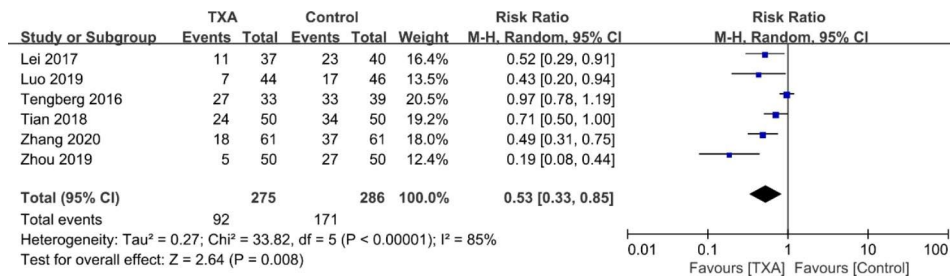 TXA Control Risk Ratio Risk Ratio
Study or Subgroup Events Total Events Total Weight M-H, Random, 95% CI M-H, Random, 95% CI
Lei 2017 11 37 23 40 16.4% 0.52 [0.29, 0.91]
Luo 2019 7 44 17 46 13.6% 0.43 [0.20, 0.94]
Tengberg 2016 27 33 33 39 20.5% 0.97 [0.78, 1.19]
Tian 2018 24 50 34 50 19.2% 0.71 [0.50, 1.00]
Zhang 2020 18 61 37 61 18.0% 0.49 [0.31, 0.75]
Zhou 2019 5 50 27 50 12.4% 0.19 [0.08, 0.44]
Total (95% CI) 275 286 100.0% 0.53 [0.33, 0.85]
Total events 92 171
Heterogeneity: Tau² = 0.27; Chi² = 33.82, df = 5 (P < 0.00001); I² = 85%
Test for overall effect: Z = 2.64 (P = 0.008)
0.01 0.1 1 10 100
Favours [TXA] Favours [Control]